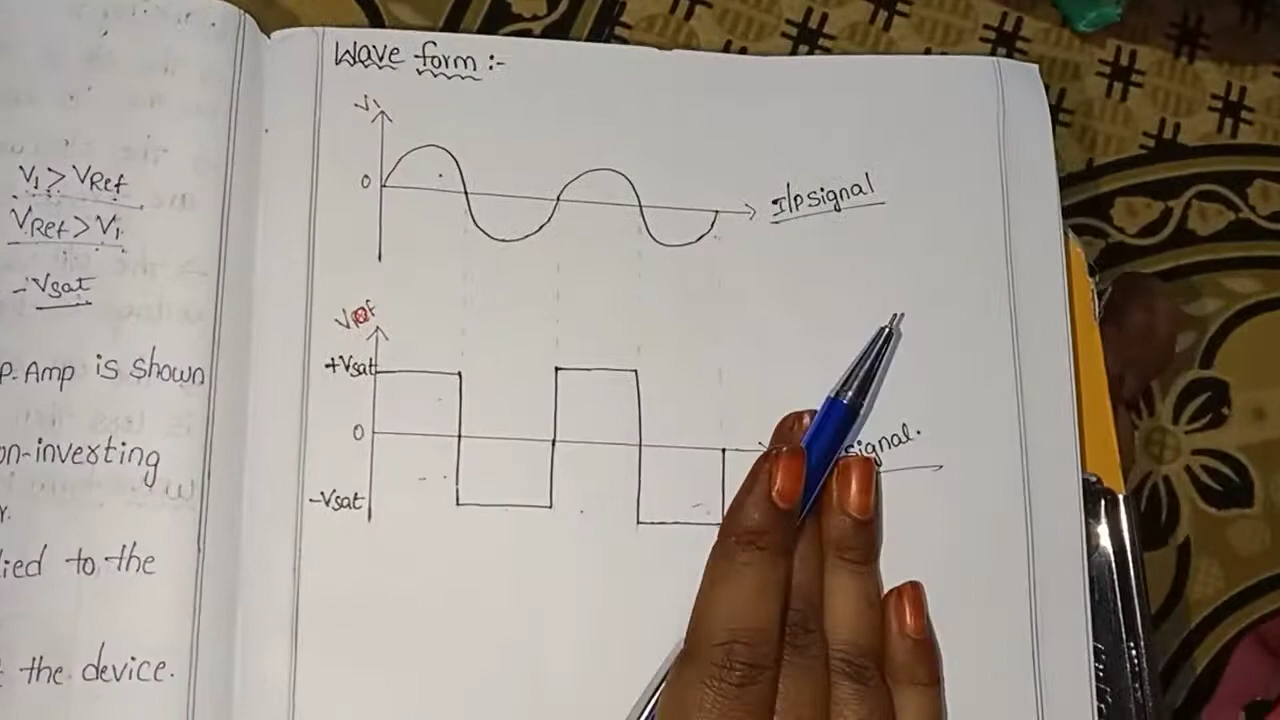 V₁ > VRef
VRef > V₁
-Vsat
P. Amp is shown
on-inverting
r.
lied to the
the device.
Wave form :-
Vi
0
I/P signal
+Vsat
0
-Vsat
signal.